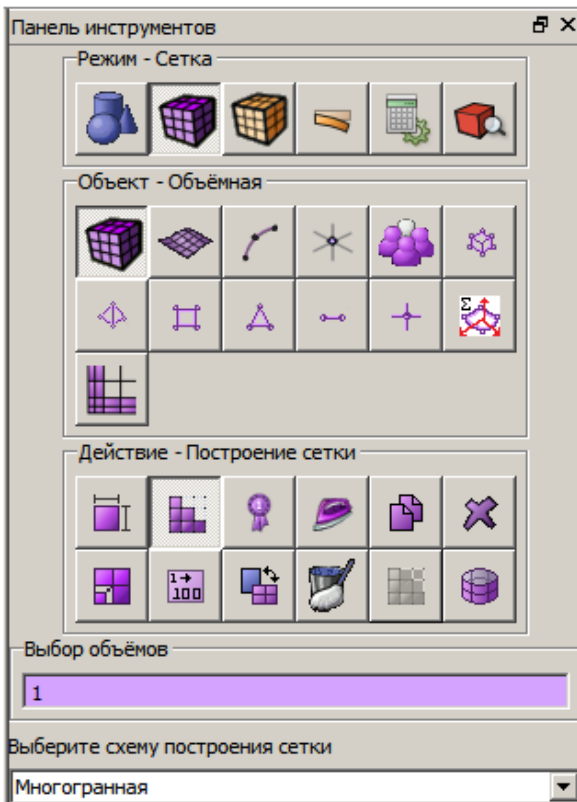 Панель инструментов
Режим - Сетка
Объект - Объёмная
Σ
Действие - Построение сетки
1
1→
100
Выбор объёмов
1
Выберите схему построения сетки
Многогранная